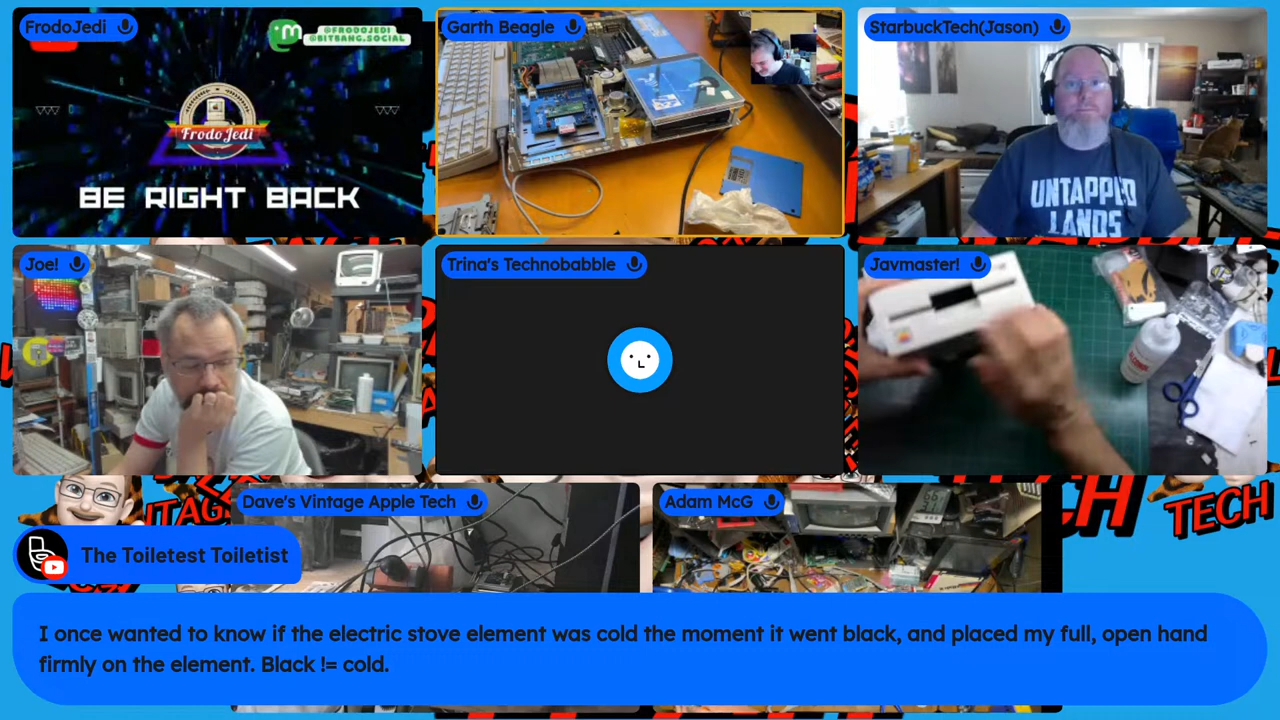 FrodoJedi
@FRODOJEDI
@BITBANG.SOCIAL
FrodoJedi
BE RIGHT BACK
Garth Beagle
StarbuckTech(Jason)
UNTAPPED
LANDS
Joe!
Trina's Technobabble
Javmaster!
Dave's Vintage Apple Tech
Adam McG
TECH
The Toiletest Toiletist
I once wanted to know if the electric stove element was cold the moment it went black, and placed my full, open hand
firmly on the element. Black != cold.